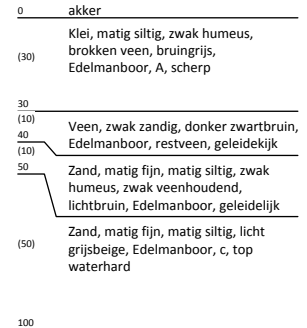 0 akker
Klei, matig siltig, zwak humeus,
brokken veen, bruingrijs,
(30)
Edelmanboor, A, scherp
30
(10)
Veen, zwak zandig, donker zwartbruin,
40
Edelmanboor, restveen, geleidekijk
(10)
50
Zand, matig fijn, matig siltig, zwak
humeus, zwak veenhoudend,
lichtbruin, Edelmanboor, geleidelijk
Zand, matig fijn, matig siltig, licht
(50)
grijsbeige, Edelmanboor, c, top
waterhard
100